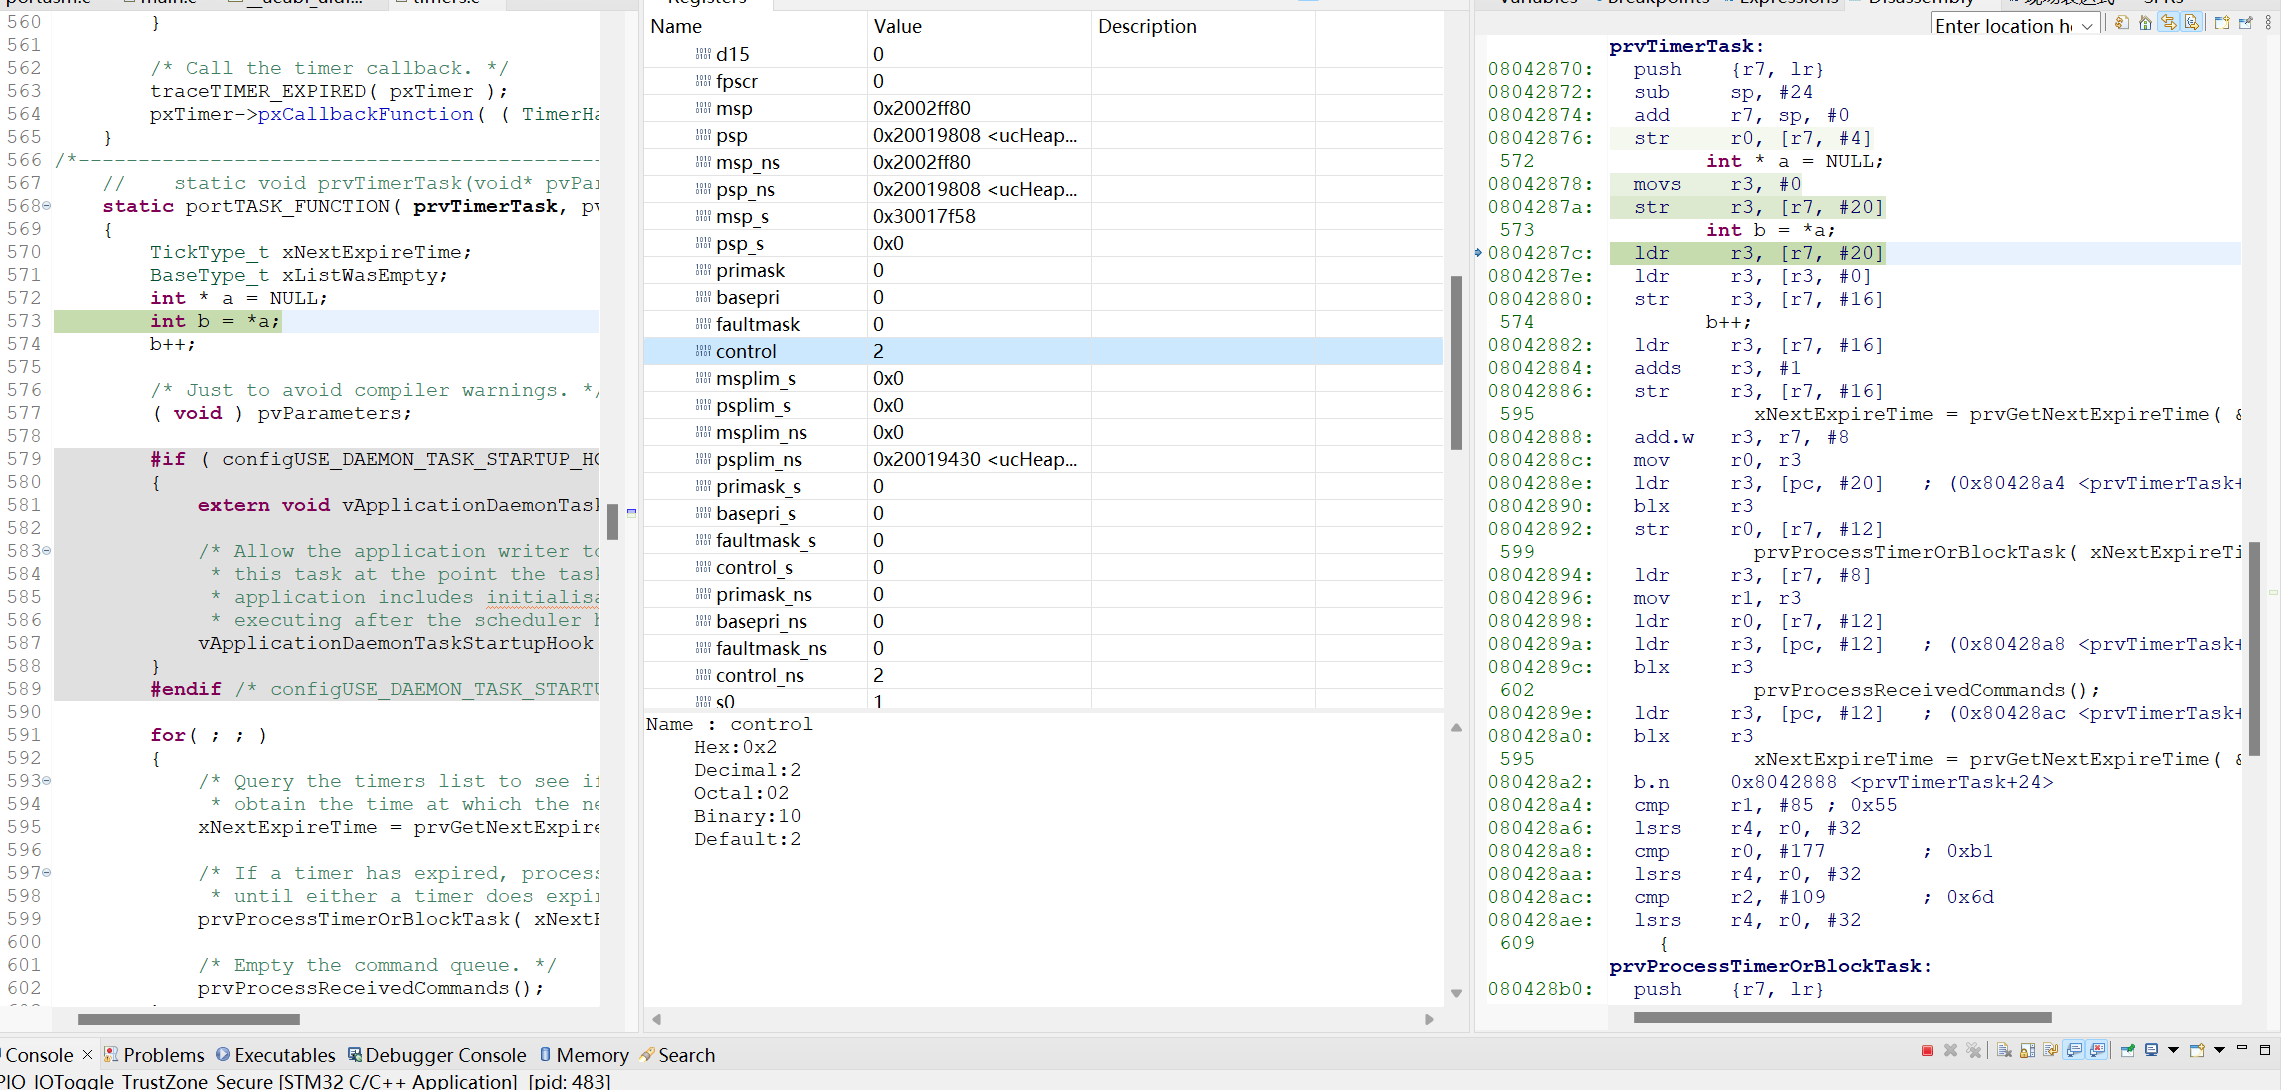 560 }
561
562 /* Call the timer callback. */
563 traceTIMER_EXPIRED( pxTimer );
564 pxTimer->pxCallbackFunction( ( TimerHa
565 }
566 /*--------------------------------------------
567 // static void prvTimerTask(void* pvPar
568 static portTASK_FUNCTION( prvTimerTask, pv
569 {
570 TickType_t xNextExpireTime;
571 BaseType_t xListWasEmpty;
572 int * a = NULL;
573 int b = *a;
574 b++;
575
576 /* Just to avoid compiler warnings. */
577 ( void ) pvParameters;
578
579 #if ( configUSE_DAEMON_TASK_STARTUP_HO
580 {
581 extern void vApplicationDaemonTask
582
583 /* Allow the application writer to
584 * this task at the point the task
585 * application includes initialisa
586 * executing after the scheduler h
587 vApplicationDaemonTaskStartupHook
588 }
589 #endif /* configUSE_DAEMON_TASK_STARTU
590
591 for( ; ; )
592 {
593 /* Query the timers list to see if
594 * obtain the time at which the ne
595 xNextExpireTime = prvGetNextExpire
596
597 /* If a timer has expired, process
598 * until either a timer does expir
599 prvProcessTimerOrBlockTask( xNextE
600
601 /* Empty the command queue. */
602 prvProcessReceivedCommands();
Registers
Name Value Description
d15 0
fpscr 0
msp 0x2002ff80
psp 0x20019808 <ucHeap...
msp_ns 0x2002ff80
psp_ns 0x20019808 <ucHeap...
msp_s 0x30017f58
psp_s 0x0
primask 0
basepri 0
faultmask 0
control 2
msplim_s 0x0
psplim_s 0x0
msplim_ns 0x0
psplim_ns 0x20019430 <ucHeap...
primask_s 0
basepri_s 0
faultmask_s 0
control_s 0
primask_ns 0
basepri_ns 0
faultmask_ns 0
control_ns 2
s0 1
Name : control
Hex:0x2
Decimal:2
Octal:02
Binary:10
Default:2
Variables Breakpoints Expressions Disassembly 现场表达式 SFRs
Enter location h
prvTimerTask:
08042870: push {r7, lr}
08042872: sub sp, #24
08042874: add r7, sp, #0
08042876: str r0, [r7, #4]
572 int * a = NULL;
08042878: movs r3, #0
0804287a: str r3, [r7, #20]
573 int b = *a;
0804287c: ldr r3, [r7, #20]
0804287e: ldr r3, [r3, #0]
08042880: str r3, [r7, #16]
574 b++;
08042882: ldr r3, [r7, #16]
08042884: adds r3, #1
08042886: str r3, [r7, #16]
595 xNextExpireTime = prvGetNextExpireTime( &
08042888: add.w r3, r7, #8
0804288c: mov r0, r3
0804288e: ldr r3, [pc, #20] ; (0x80428a4 <prvTimerTask+
08042890: blx r3
08042892: str r0, [r7, #12]
599 prvProcessTimerOrBlockTask( xNextExpireTi
08042894: ldr r3, [r7, #8]
08042896: mov r1, r3
08042898: ldr r0, [r7, #12]
0804289a: ldr r3, [pc, #12] ; (0x80428a8 <prvTimerTask+
0804289c: blx r3
602 prvProcessReceivedCommands();
0804289e: ldr r3, [pc, #12] ; (0x80428ac <prvTimerTask+
080428a0: blx r3
595 xNextExpireTime = prvGetNextExpireTime( &
080428a2: b.n 0x8042888 <prvTimerTask+24>
080428a4: cmp r1, #85 ; 0x55
080428a6: lsrs r4, r0, #32
080428a8: cmp r0, #177 ; 0xb1
080428aa: lsrs r4, r0, #32
080428ac: cmp r2, #109 ; 0x6d
080428ae: lsrs r4, r0, #32
609 {
prvProcessTimerOrBlockTask:
080428b0: push {r7, lr}
Console Problems Executables Debugger Console Memory Search
PIO_IOToggle_TrustZone_Secure [STM32 C/C++ Application] [pid: 483]